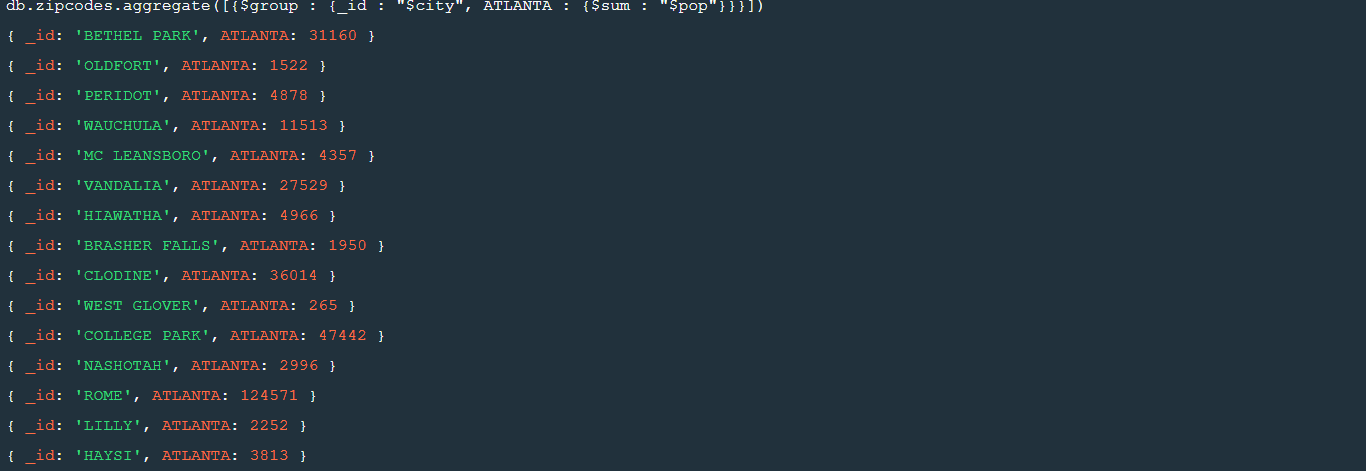 db.zipcodes.aggregate([{$group : {_id : "$city", ATLANTA : {$sum : "$pop"}}}])
{ _id: 'BETHEL PARK', ATLANTA: 31160 }
{ _id: 'OLDFORT', ATLANTA: 1522 }
{ _id: 'PERIDOT', ATLANTA: 4878 }
{ _id: 'WAUCHULA', ATLANTA: 11513 }
{ _id: 'MC LEANSBORO', ATLANTA: 4357 }
{ _id: 'VANDALIA', ATLANTA: 27529 }
{ _id: 'HIAWATHA', ATLANTA: 4966 }
{ _id: 'BRASHER FALLS', ATLANTA: 1950 }
{ _id: 'CLODINE', ATLANTA: 36014 }
{ _id: 'WEST GLOVER', ATLANTA: 265 }
{ _id: 'COLLEGE PARK', ATLANTA: 47442 }
{ _id: 'NASHOTAH', ATLANTA: 2996 }
{ _id: 'ROME', ATLANTA: 124571 }
{ _id: 'LILLY', ATLANTA: 2252 }
{ _id: 'HAYSI', ATLANTA: 3813 }